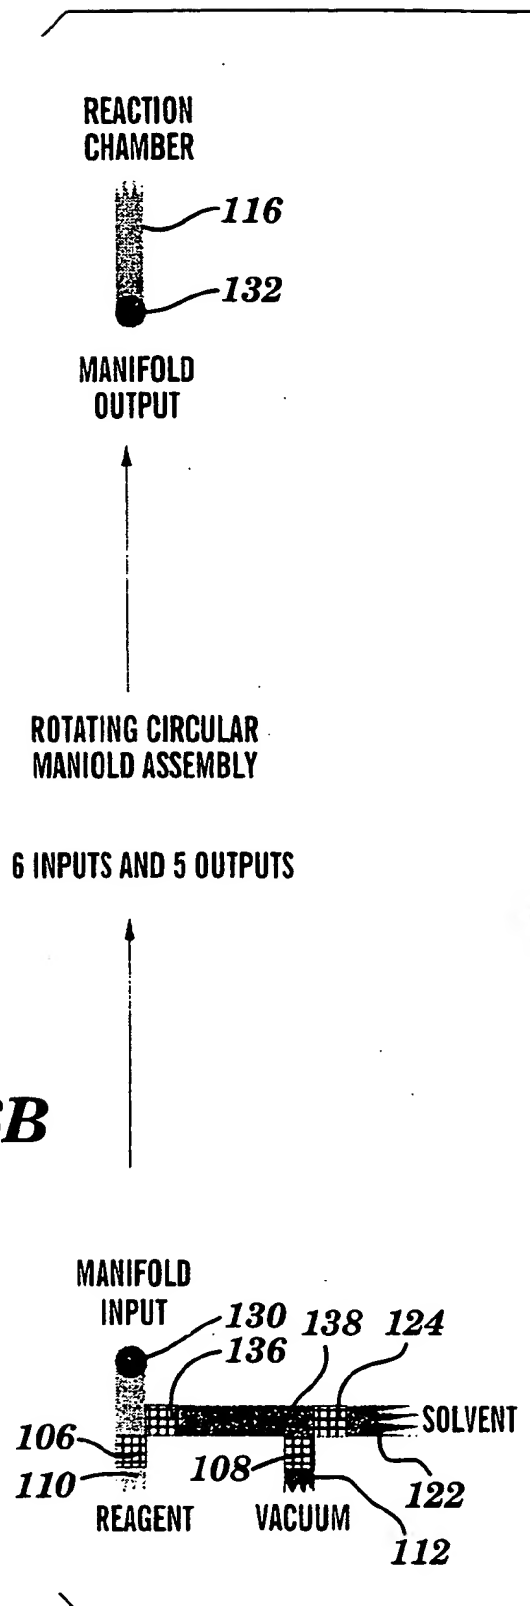 REACTION
CHAMBER
116
132
MANIFOLD
OUTPUT
ROTATING CIRCULAR
MANIOLD ASSEMBLY
6 INPUTS AND 5 OUTPUTS
B
MANIFOLD
INPUT
130
138
124
136
SOLVENT
106
108
110
122
REAGENT
VACUUM
112